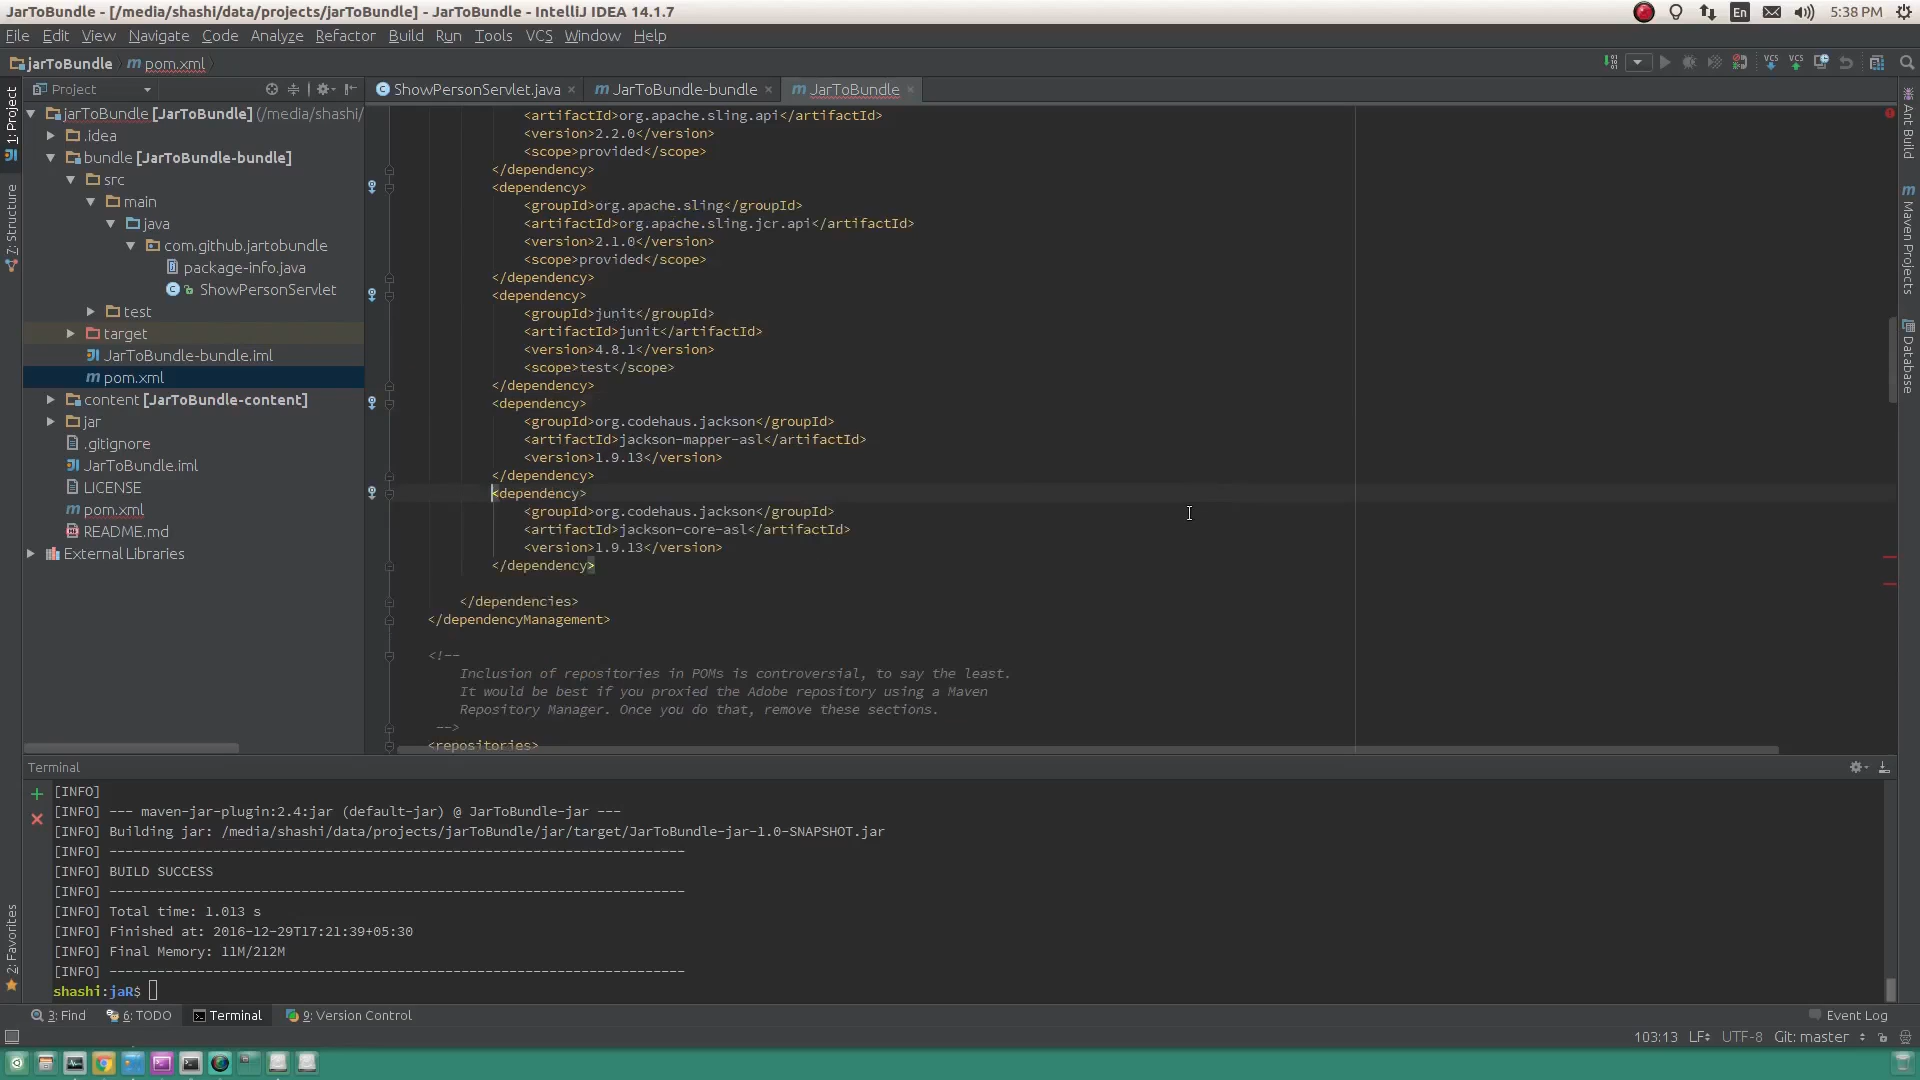 JarToBundle - [/media/shashi/data/projects/jarToBundle] - JarToBundle - IntelliJ IDEA 14.1.7
En
5:38 PM
File Edit View Navigate Code Analyze Refactor Build Run Tools VCS Window Help
jarToBundle m pom.xml
VCS VCS
Project
ShowPersonServlet.java
m JarToBundle-bundle
m JarToBundle
1: Project
7: Structure
2: Favorites
jarToBundle [JarToBundle] (/media/shashi/
.idea
bundle [JarToBundle-bundle]
src
main
java
com.github.jartobundle
package-info.java
ShowPersonServlet
test
target
JarToBundle-bundle.iml
m pom.xml
content [JarToBundle-content]
jar
.gitignore
JarToBundle.iml
LICENSE
m pom.xml
README.md
External Libraries
<artifactId>org.apache.sling.api</artifactId>
<version>2.2.0</version>
<scope>provided</scope>
</dependency>
<dependency>
<groupId>org.apache.sling</groupId>
<artifactId>org.apache.sling.jcr.api</artifactId>
<version>2.1.0</version>
<scope>provided</scope>
</dependency>
<dependency>
<groupId>junit</groupId>
<artifactId>junit</artifactId>
<version>4.8.1</version>
<scope>test</scope>
</dependency>
<dependency>
<groupId>org.codehaus.jackson</groupId>
<artifactId>jackson-mapper-asl</artifactId>
<version>1.9.13</version>
</dependency>
<dependency>
<groupId>org.codehaus.jackson</groupId>
<artifactId>jackson-core-asl</artifactId>
<version>1.9.13</version>
</dependency>
</dependencies>
</dependencyManagement>
<!--
Inclusion of repositories in POMs is controversial, to say the least.
It would be best if you proxied the Adobe repository using a Maven
Repository Manager. Once you do that, remove these sections.
-->
<repositories>
Ant Build
m Maven Projects
Database
Terminal
[INFO]
[INFO] --- maven-jar-plugin:2.4:jar (default-jar) @ JarToBundle-jar ---
[INFO] Building jar: /media/shashi/data/projects/jarToBundle/jar/target/JarToBundle-jar-1.0-SNAPSHOT.jar
[INFO] ------------------------------------------------------------------------
[INFO] BUILD SUCCESS
[INFO] ------------------------------------------------------------------------
[INFO] Total time: 1.013 s
[INFO] Finished at: 2016-12-29T17:21:39+05:30
[INFO] Final Memory: 11M/212M
[INFO] ------------------------------------------------------------------------
shashi:jaR$
3: Find 6: TODO Terminal 9: Version Control
Event Log
103:13 LF UTF-8 Git: master